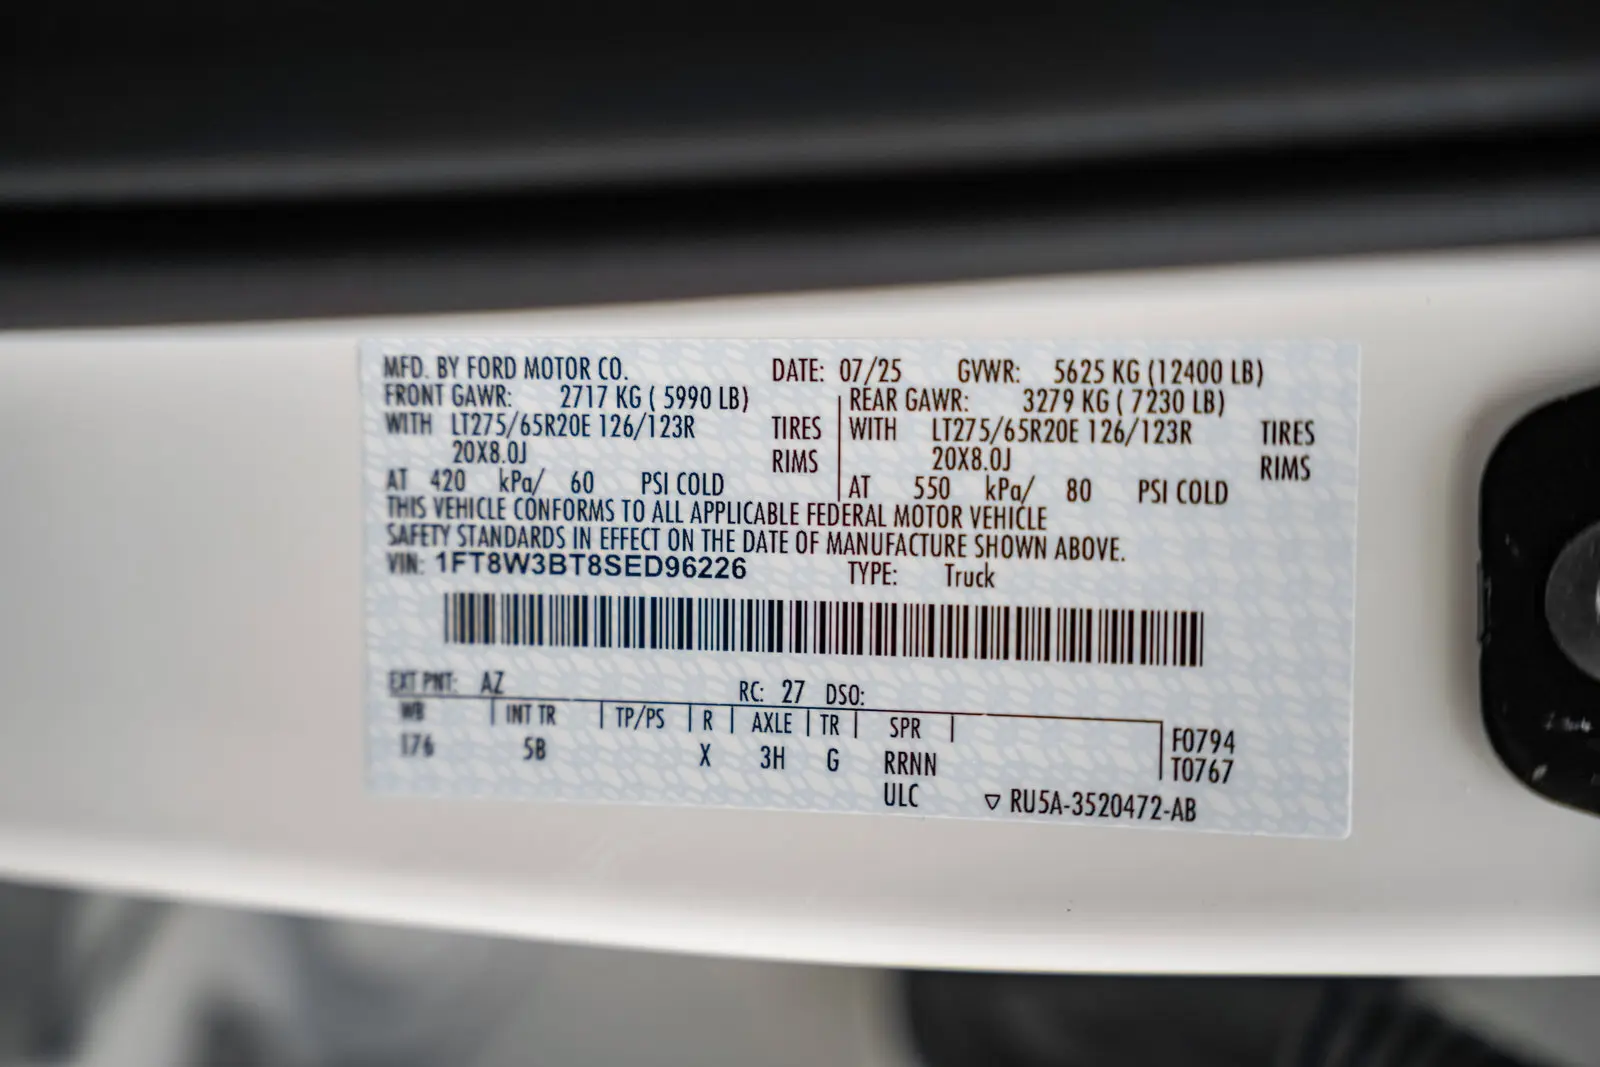 MFD. BY FORD MOTOR CO. DATE: 07/25 GVWR: 5625 KG (12400 LB)
FRONT GAWR: 2717 KG ( 5990 LB) REAR GAWR: 3279 KG ( 7230 LB)
WITH LT275/65R20E 126/123R TIRES WITH LT275/65R20E 126/123R TIRES
20X8.0J RIMS 20X8.0J RIMS
AT 420 kPa/ 60 PSI COLD AT 550 kPa/ 80 PSI COLD
THIS VEHICLE CONFORMS TO ALL APPLICABLE FEDERAL MOTOR VEHICLE
SAFETY STANDARDS IN EFFECT ON THE DATE OF MANUFACTURE SHOWN ABOVE.
VIN: 1FT8W3BT8SED96226 TYPE: Truck
EXT PNT: AZ RC: 27 DSO:
WB INT TR TP/PS R AXLE TR SPR F0794
176 5B X 3H G RRNN T0767
ULC ▽ RU5A-3520472-AB